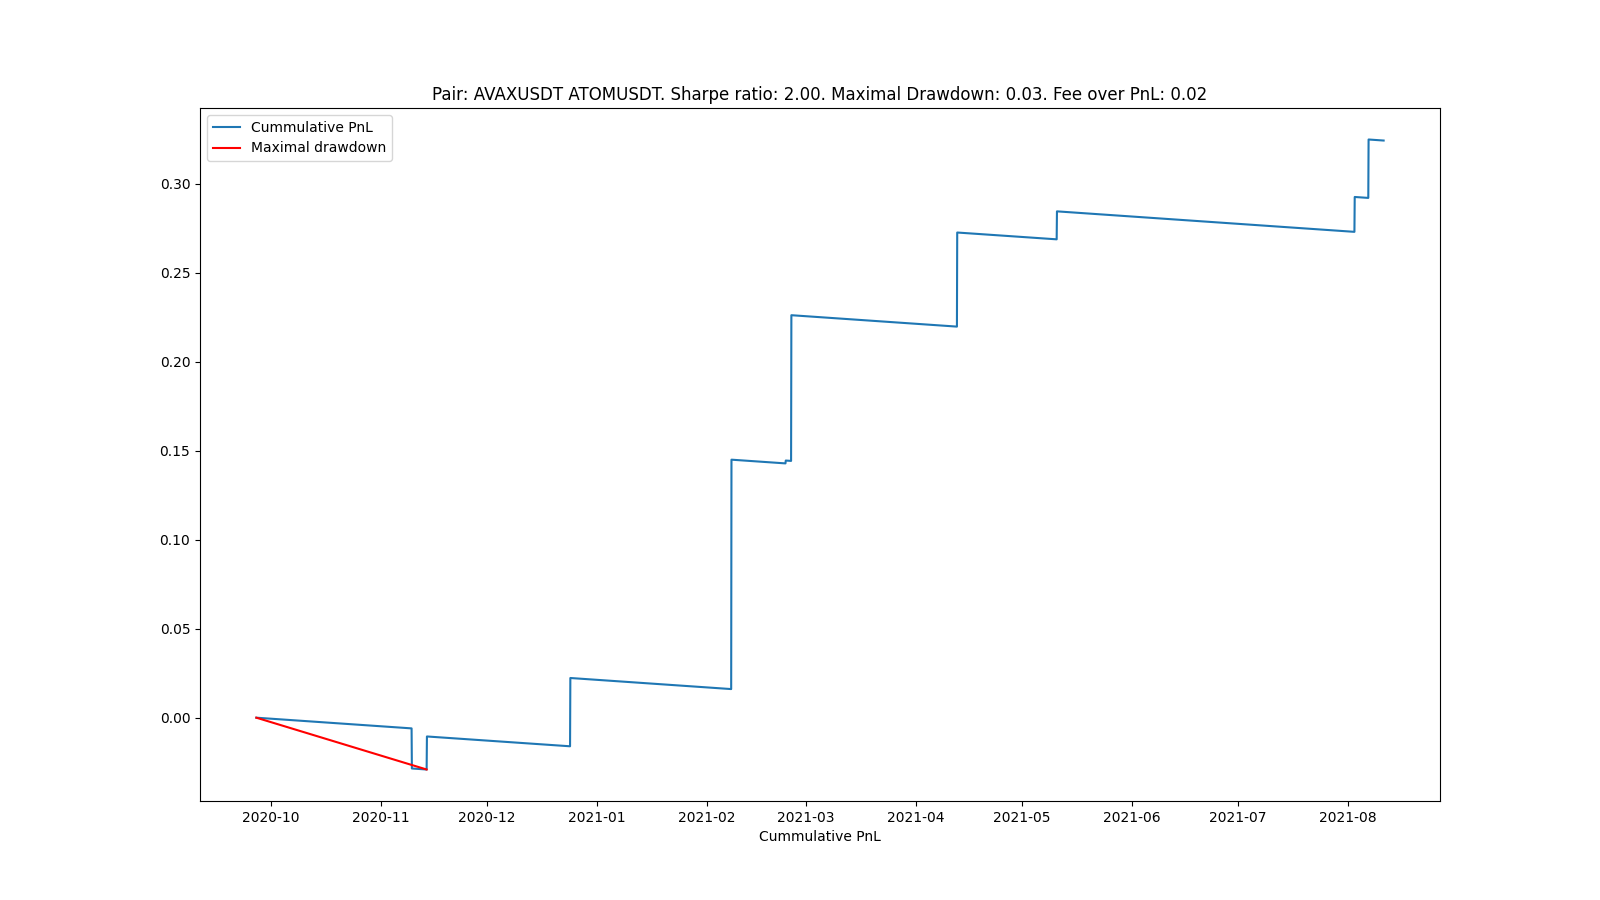 Pair: AVAXUSDT ATOMUSDT. Sharpe ratio: 2.00. Maximal Drawdown: 0.03. Fee over PnL: 0.02
Cummulative PnL
Maximal drawdown
0.30
0.25
0.20
0.15
0.10
0.05
0.00
2020-10 2020-11 2020-12 2021-01 2021-02 2021-03 2021-04 2021-05 2021-06 2021-07 2021-08
Cummulative PnL